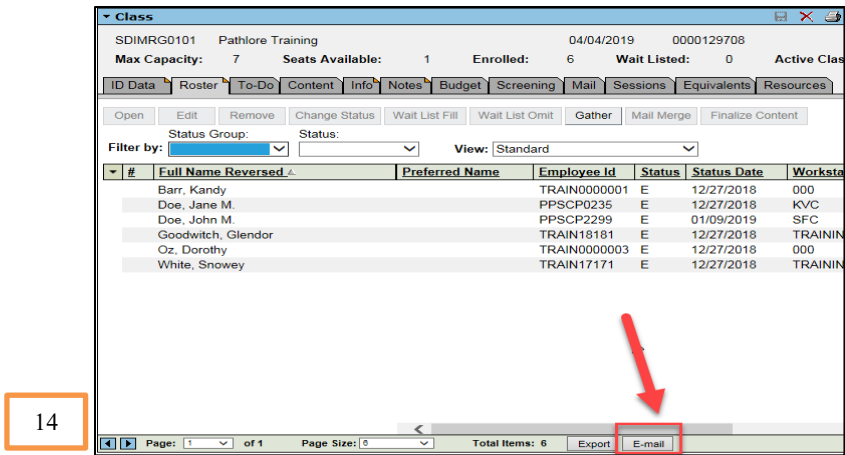 Class
SDIMRG0101 Pathlore Training 04/04/2019 0000129708
Max Capacity: 7 Seats Available: 1 Enrolled: 6 Wait Listed: 0 Active Clas
ID Data Roster To-Do Content Info Notes Budget Screening Mail Sessions Equivalents Resources
Open Edit Remove Change Status Wait List Fill Wait List Omit Gather Mail Merge Finalize Content
Status Group: Status:
Filter by: View: Standard
# Full Name Reversed Preferred Name Employee Id Status Status Date Worksta
Barr, Kandy TRAIN0000001 E 12/27/2018 000
Doe, Jane M. PPSCP0235 E 12/27/2018 KVC
Doe, John M. PPSCP2299 E 01/09/2019 SFC
Goodwitch, Glendor TRAIN18181 E 12/27/2018 TRAININ
Oz, Dorothy TRAIN0000003 E 12/27/2018 000
White, Snowey TRAIN17171 E 12/27/2018 TRAININ
14
Page: 1 of 1 Page Size: 6 Total Items: 6 Export E-mail